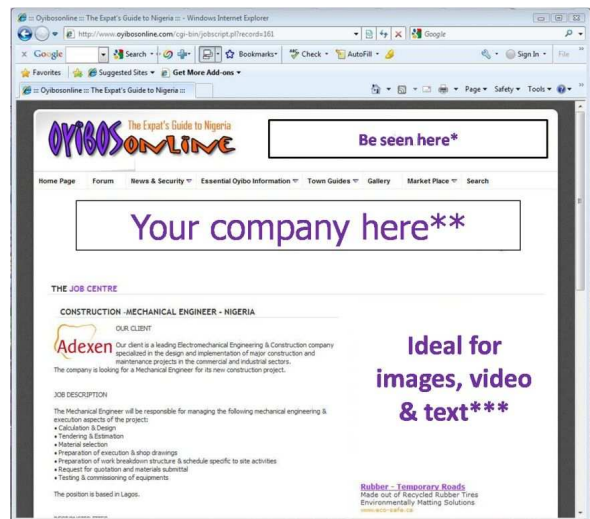 Oyibosonline ::: The Expat's Guide to Nigeria ::: - Windows Internet Explorer
http://www.oyibosonline.com/cgi-bin/jobscript.pl?record=161
Google
x Google Search Bookmarks Check AutoFill Sign In
Favorites Suggested Sites Get More Add-ons
Oyibosonline ::: The Expat's Guide to Nigeria :::
Page Safety Tools
OYIBOS ONLINE
The Expat's Guide to Nigeria
Be seen here*
Home Page Forum News & Security Essential Oyibo Information Town Guides Gallery Market Place Search
Your company here**
THE JOB CENTRE
CONSTRUCTION -MECHANICAL ENGINEER - NIGERIA
Adexen
OUR CLIENT
Our client is a leading Electromechanical Engineering & Construction company
specialized in the design and implementation of major construction and
maintenance projects in the commercial and industrial sectors.
The company is looking for a Mechanical Engineer for its new construction project.
JOB DESCRIPTION
The Mechanical Engineer will be responsible for managing the following mechanical engineering &
execution aspects of the project:
• Calculation & Design
• Tendering & Estimation
• Material selection
• Preparation of execution & shop drawings
• Preparation of work breakdown structure & schedule specific to site activities
• Request for quotation and materials submittal
• Testing & commissioning of equipments
The position is based in Lagos.
Ideal for
images, video
& text***
Rubber - Temporary Roads
Made out of Recycled Rubber Tires
Environmentally Matting Solutions
www.eco-safe.ca